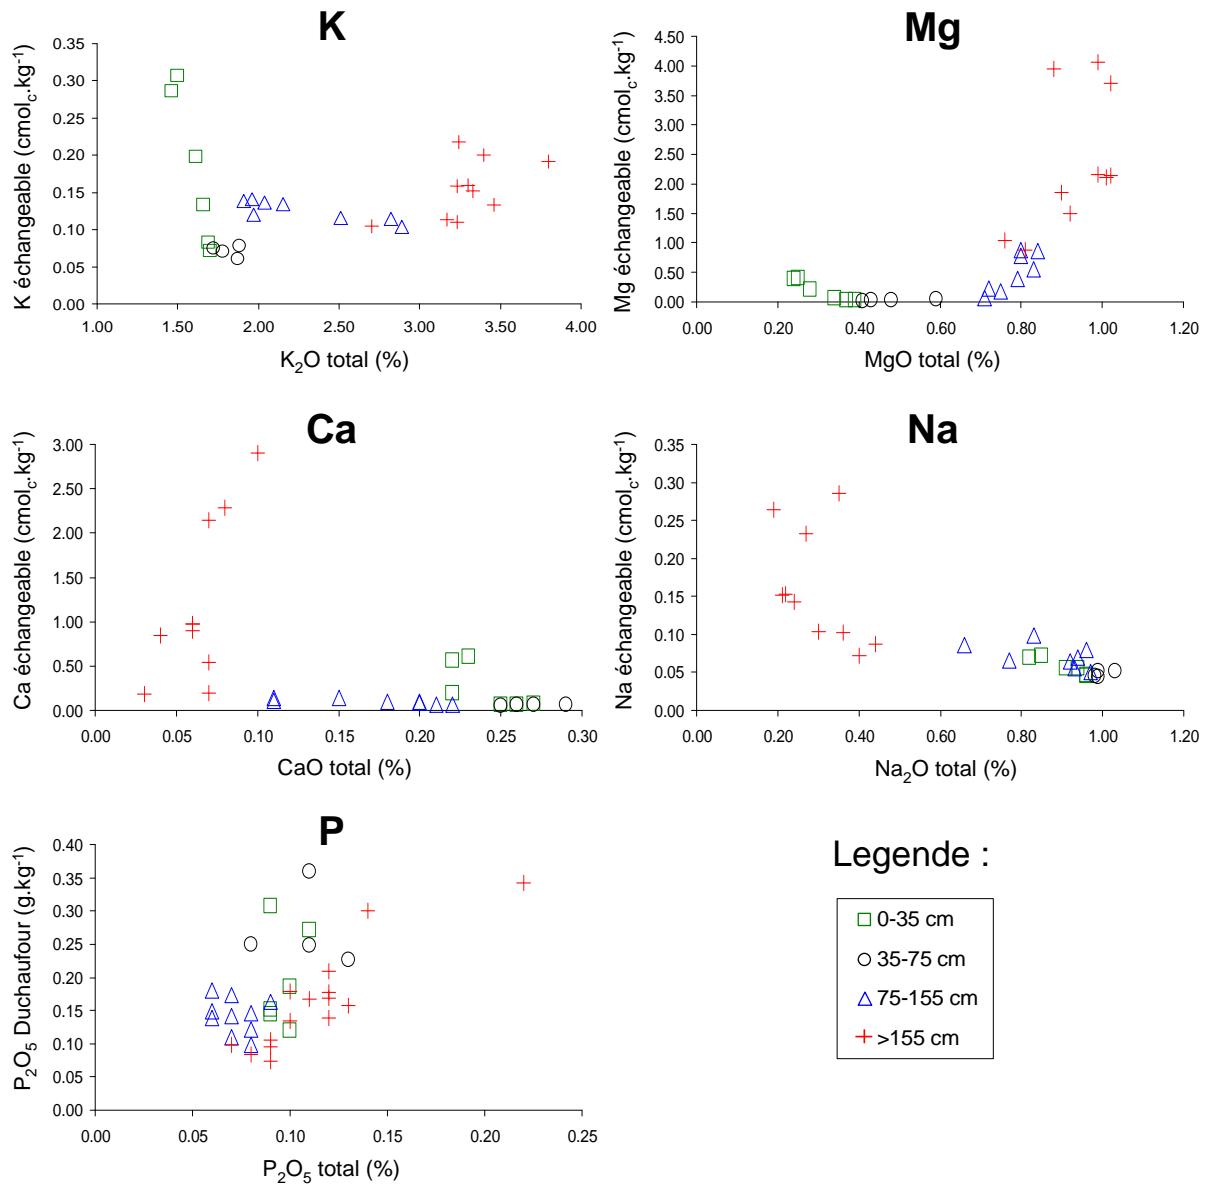 K
K échangeable (cmolc.kg-1)
0.35
0.30
0.25
0.20
0.15
0.10
0.05
0.00
1.00 1.50 2.00 2.50 3.00 3.50 4.00
K2O total (%)
Mg
Mg échangeable (cmolc.kg-1)
4.50
4.00
3.50
3.00
2.50
2.00
1.50
1.00
0.50
0.00
0.00 0.20 0.40 0.60 0.80 1.00 1.20
MgO total (%)
Ca
Ca échangeable (cmolc.kg-1)
3.00
2.50
2.00
1.50
1.00
0.50
0.00
0.00 0.05 0.10 0.15 0.20 0.25 0.30
CaO total (%)
Na
Na échangeable (cmolc.kg-1)
0.35
0.30
0.25
0.20
0.15
0.10
0.05
0.00
0.00 0.20 0.40 0.60 0.80 1.00 1.20
Na2O total (%)
P
P2O5 Duchaufour (g.kg-1)
0.40
0.35
0.30
0.25
0.20
0.15
0.10
0.05
0.00
0.00 0.05 0.10 0.15 0.20 0.25
P2O5 total (%)
Legende :
0-35 cm
35-75 cm
75-155 cm
>155 cm